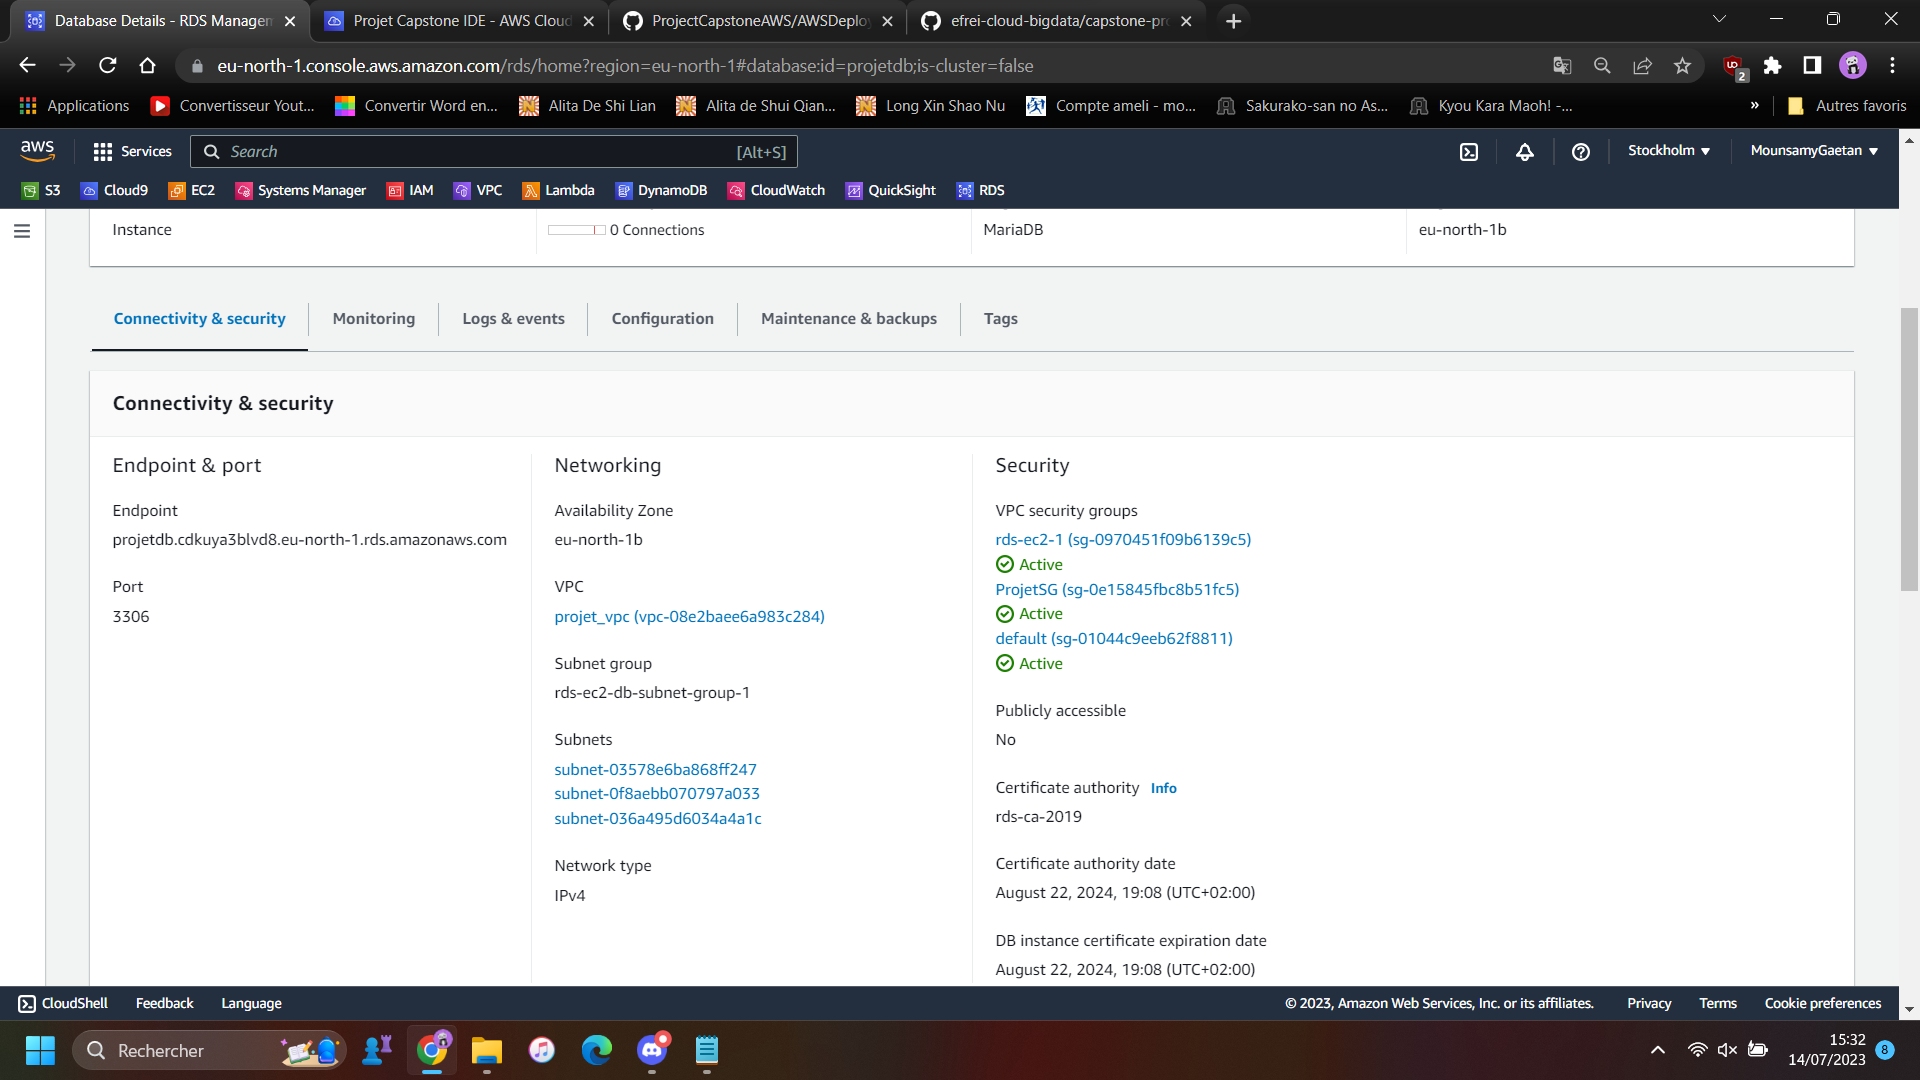 Database Details - RDS Managem
Projet Capstone IDE - AWS Cloud
ProjectCapstoneAWS/AWSDeploy
efrei-cloud-bigdata/capstone-pro
eu-north-1.console.aws.amazon.com/rds/home?region=eu-north-1#database:id=projetdb;is-cluster=false
2
Applications
Convertisseur Yout...
Convertir Word en...
Alita De Shi Lian
Alita de Shui Qian...
Long Xin Shao Nu
Compte ameli - mo...
Sakurako-san no As...
Kyou Kara Maoh! -...
»
Autres favoris
aws
Services
Search
[Alt+S]
Stockholm
MounsamyGaetan
S3
Cloud9
EC2
Systems Manager
IAM
VPC
Lambda
DynamoDB
CloudWatch
QuickSight
RDS
Instance
0 Connections
MariaDB
eu-north-1b
Connectivity & security
Monitoring
Logs & events
Configuration
Maintenance & backups
Tags
Connectivity & security
Endpoint & port
Endpoint
projetdb.cdkuya3blvd8.eu-north-1.rds.amazonaws.com
Port
3306
Networking
Availability Zone
eu-north-1b
VPC
projet_vpc (vpc-08e2baee6a983c284)
Subnet group
rds-ec2-db-subnet-group-1
Subnets
subnet-03578e6ba868ff247
subnet-0f8aebb070797a033
subnet-036a495d6034a4a1c
Network type
IPv4
Security
VPC security groups
rds-ec2-1 (sg-0970451f09b6139c5)
Active
ProjetSG (sg-0e15845fbc8b51fc5)
Active
default (sg-01044c9eeb62f8811)
Active
Publicly accessible
No
Certificate authority Info
rds-ca-2019
Certificate authority date
August 22, 2024, 19:08 (UTC+02:00)
DB instance certificate expiration date
August 22, 2024, 19:08 (UTC+02:00)
CloudShell
Feedback
Language
© 2023, Amazon Web Services, Inc. or its affiliates.
Privacy
Terms
Cookie preferences
Rechercher
15:32
14/07/2023
8